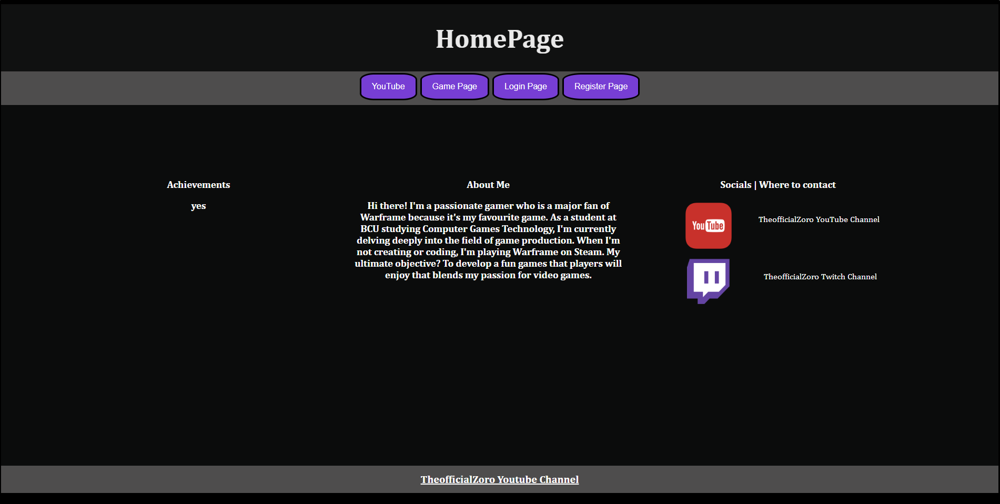 HomePage
YouTube
Game Page
Login Page
Register Page
Achievements
yes
About Me
Hi there! I'm a passionate gamer who is a major fan of
Warframe because it's my favourite game. As a student at
BCU studying Computer Games Technology, I'm currently
delving deeply into the field of game production. When I'm
not creating or coding, I'm playing Warframe on Steam. My
ultimate objective? To develop a fun games that players will
enjoy that blends my passion for video games.
Socials | Where to contact
YouTube
TheofficialZoro YouTube Channel
TheofficialZoro Twitch Channel
TheofficialZoro Youtube Channel